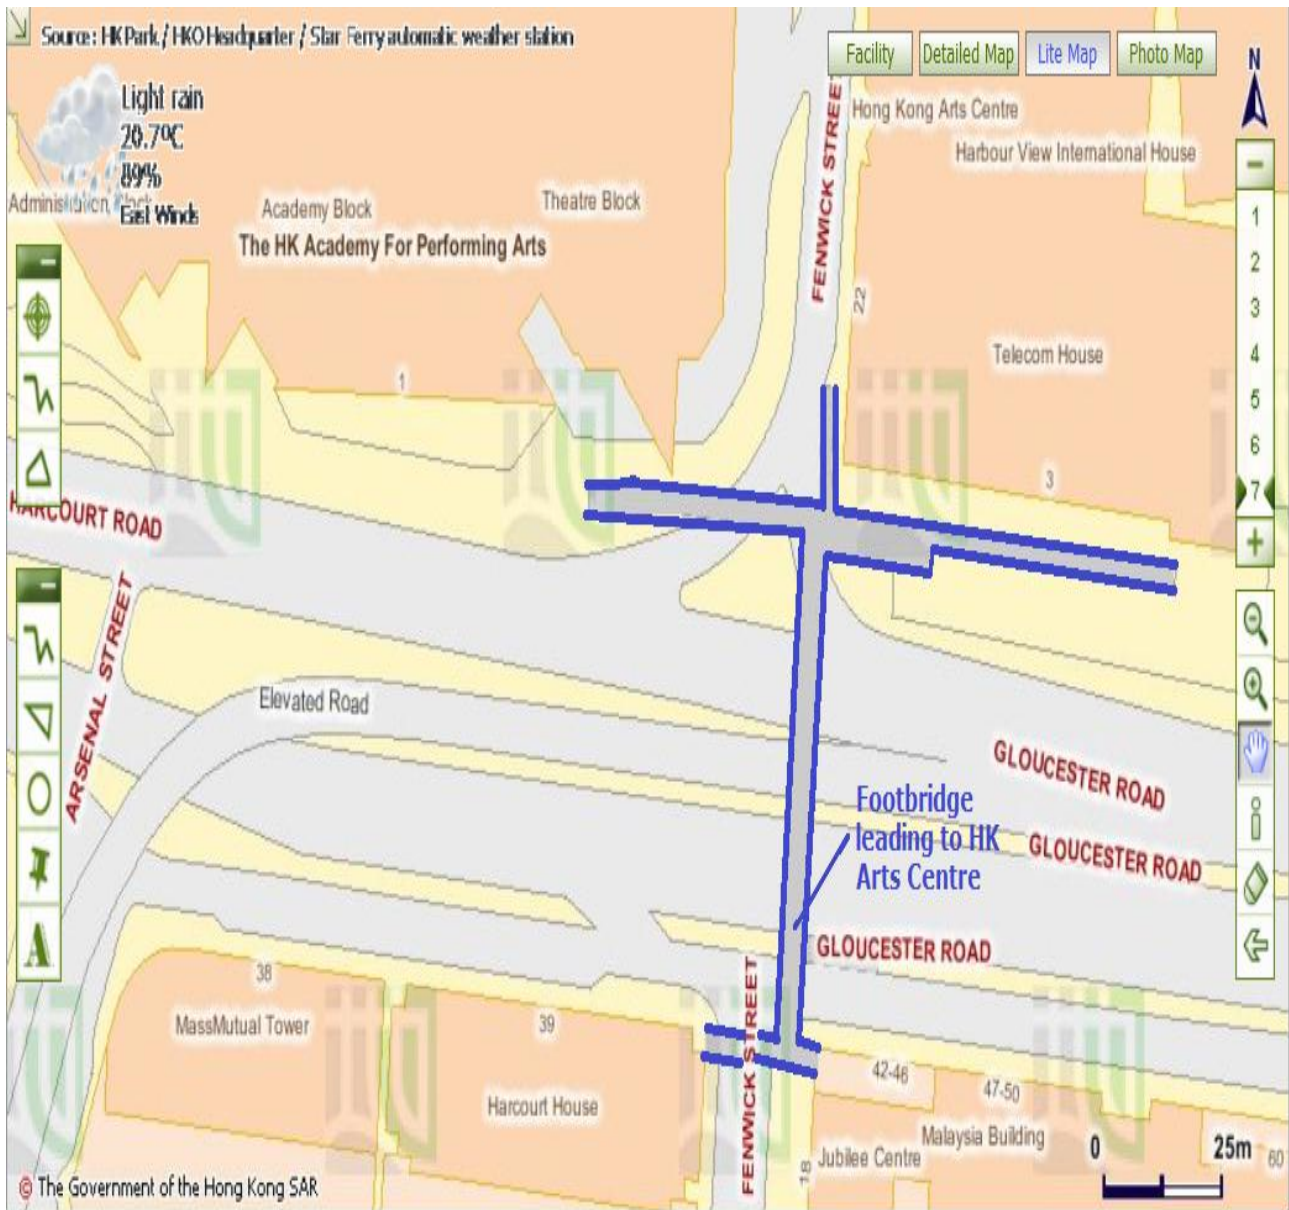 Source: HK Park / HKO Headquarter / Star Ferry automatic weather station
Facility
Detailed Map
Lite Map
Photo Map
N
Light rain
20.7ºC
89%
East Winds
Hong Kong Arts Centre
Harbour View International House
Academy Block
Theatre Block
The HK Academy For Performing Arts
FENWICK STREET
22
Telecom House
1
3
1
2
3
4
5
6
7
HARCOURT ROAD
ARSENAL STREET
Elevated Road
GLOUCESTER ROAD
GLOUCESTER ROAD
Footbridge
leading to HK
Arts Centre
GLOUCESTER ROAD
38
MassMutual Tower
39
Harcourt House
FENWICK STREET
42-46
47-50
Malaysia Building
Jubilee Centre
18
0
25m
60
A
© The Government of the Hong Kong SAR